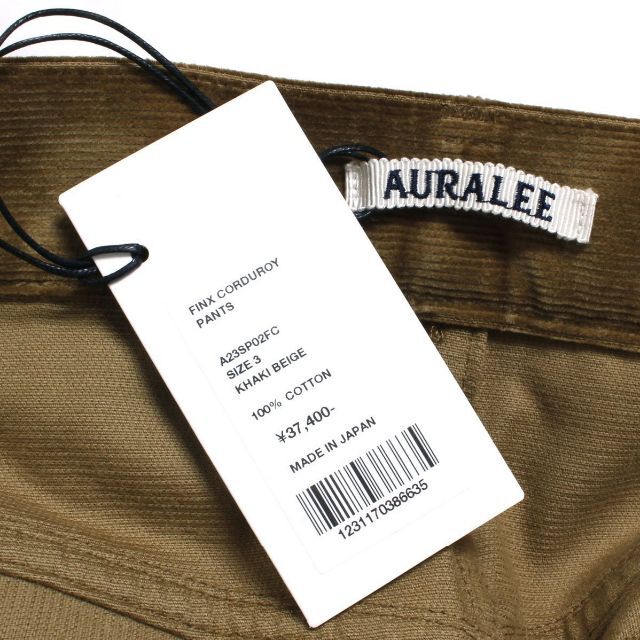 AURALEE
FINX CORDUROY
PANTS
A23SP02FC
SIZE 3
KHAKI BEIGE
100% COTTON
¥37,400-
MADE IN JAPAN
1231170386635